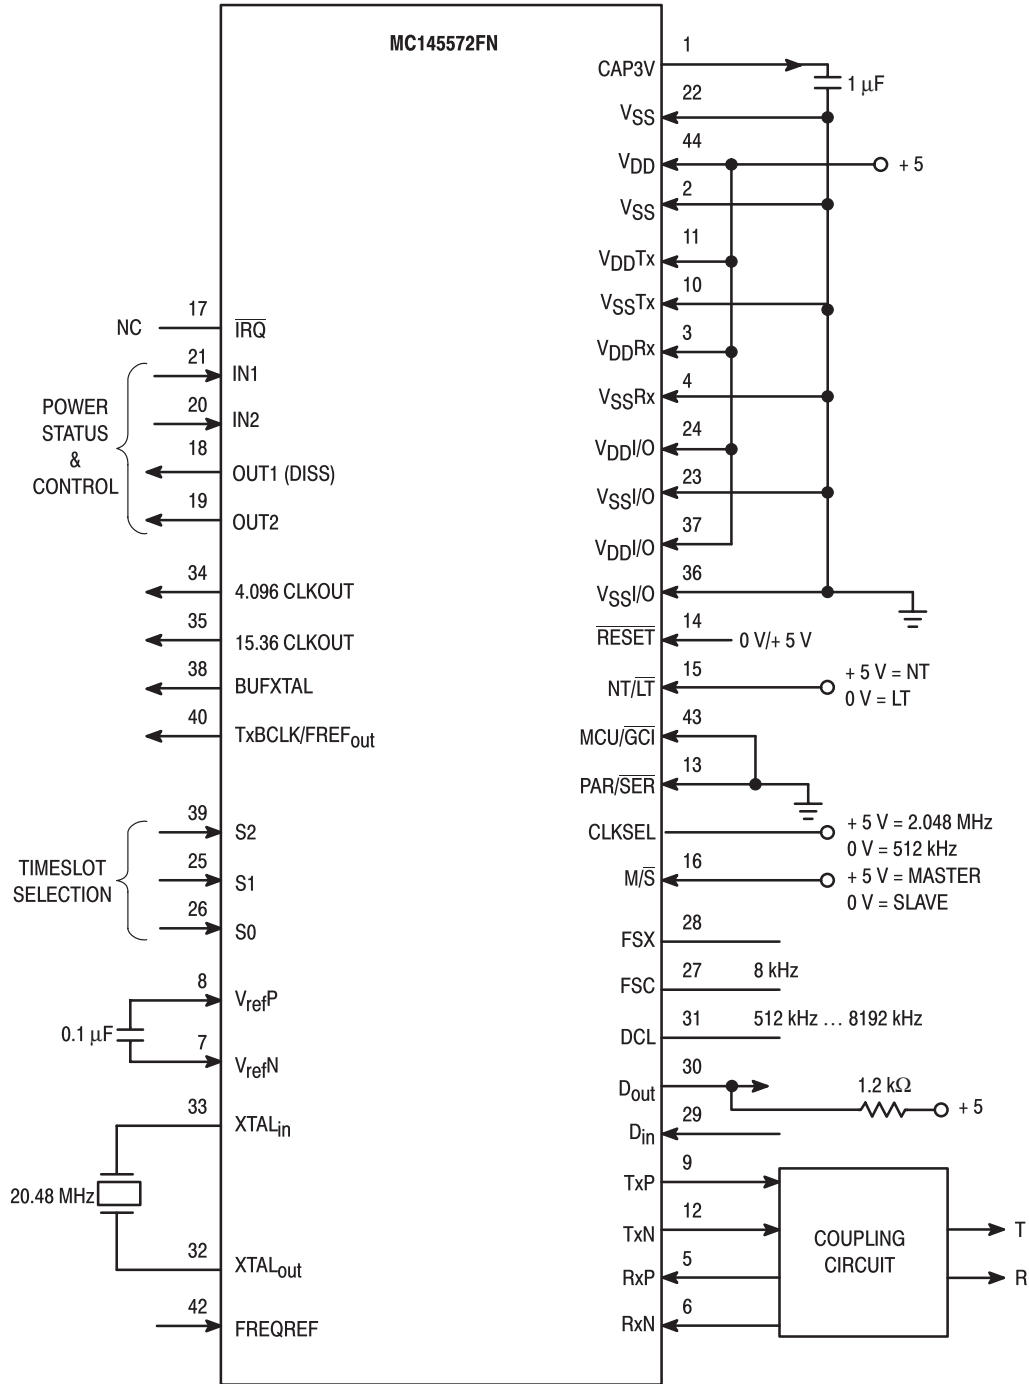 MC145572FN
NC
17
IRQ
POWER
STATUS
&
CONTROL
21
IN1
20
IN2
18
OUT1 (DISS)
19
OUT2
34
4.096 CLKOUT
35
15.36 CLKOUT
38
BUFXTAL
40
TxBCLK/FREFout
TIMESLOT
SELECTION
39
S2
25
S1
26
S0
0.1 µF
8
VrefP
7
VrefN
20.48 MHz
33
XTALin
32
XTALout
42
FREQREF
CAP3V
1
1 µF
VSS
22
VDD
44
+ 5
VSS
2
VDDTx
11
VSSTx
10
VDDRx
3
VSSRx
4
VDDI/O
24
VSSI/O
23
VDDI/O
37
VSSI/O
36
RESET
14
0 V/+ 5 V
NT/LT
15
+ 5 V = NT
0 V = LT
MCU/GCI
43
PAR/SER
13
CLKSEL
+ 5 V = 2.048 MHz
0 V = 512 kHz
M/S
16
+ 5 V = MASTER
0 V = SLAVE
FSX
28
FSC
27
8 kHz
DCL
31
512 kHz … 8192 kHz
Dout
30
1.2 kΩ
+ 5
Din
29
TxP
9
TxN
12
RxP
5
RxN
6
COUPLING
CIRCUIT
T
R